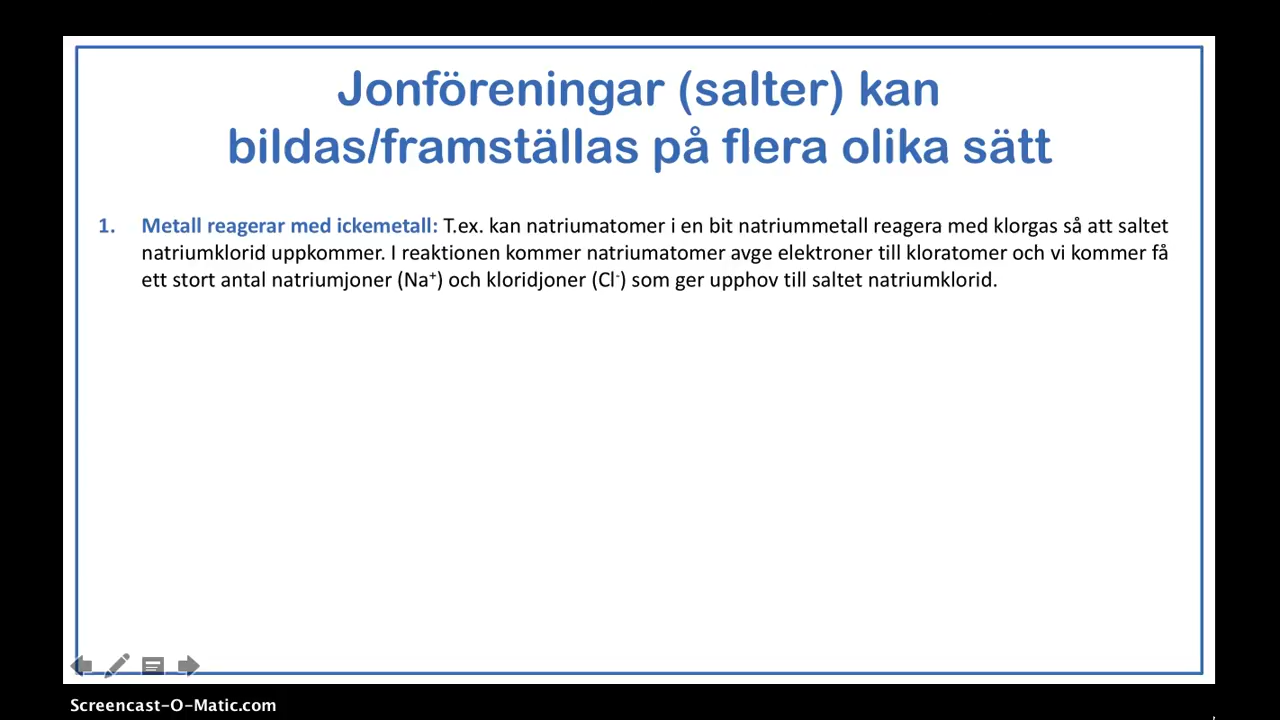 Jonföreningar (salter) kan
bildas/framställas på flera olika sätt
1. Metall reagerar med ickemetall: T.ex. kan natriumatomer i en bit natriummetall reagera med klorgas så att saltet
natriumklorid uppkommer. I reaktionen kommer natriumatomer avge elektroner till kloratomer och vi kommer få
ett stort antal natriumjoner (Na⁺) och kloridjoner (Cl⁻) som ger upphov till saltet natriumklorid.
Screencast-O-Matic.com